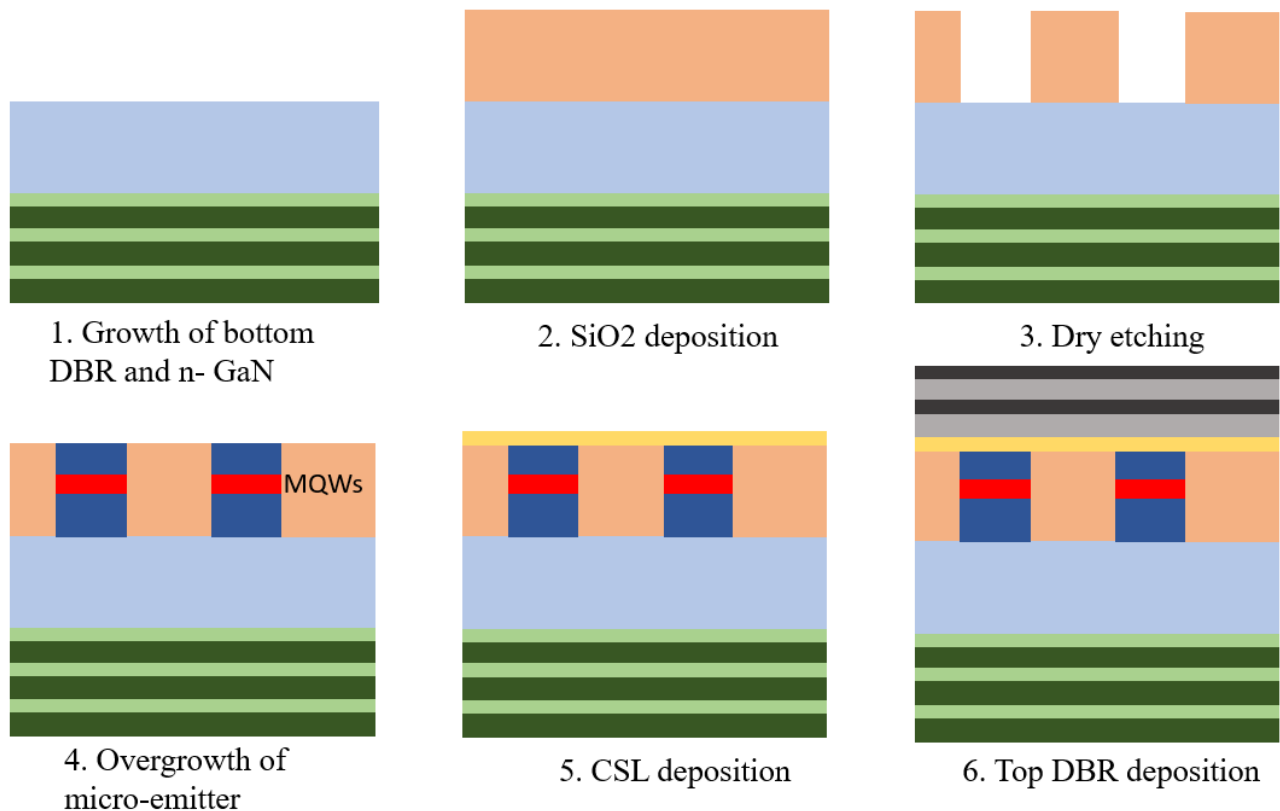 1. Growth of bottom
DBR and n- GaN
2. SiO2 deposition
3. Dry etching
MQWs
4. Overgrowth of
micro-emitter
5. CSL deposition
6. Top DBR deposition